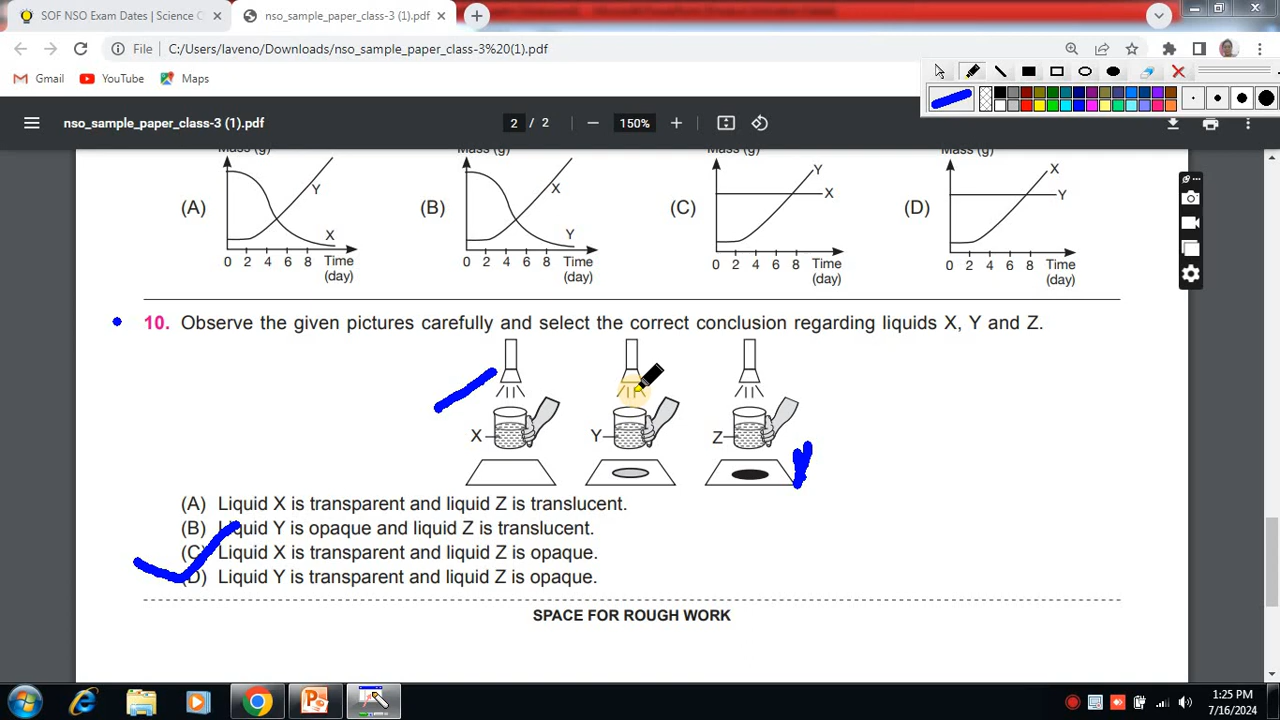 SOF NSO Exam Dates | Science O
nso_sample_paper_class-3 (1).pdf
File
C:/Users/laveno/Downloads/nso_sample_paper_class-3%20(1).pdf
Gmail
YouTube
Maps
nso_sample_paper_class-3 (1).pdf
2 / 2
150%
Mass (g) Mass (g) Mass (g) Mass (g)
(A) Y X 0 2 4 6 8 Time (day)
(B) X Y 0 2 4 6 8 Time (day)
(C) Y X 0 2 4 6 8 Time (day)
(D) X Y 0 2 4 6 8 Time (day)
10. Observe the given pictures carefully and select the correct conclusion regarding liquids X, Y and Z.
X Y Z
(A) Liquid X is transparent and liquid Z is translucent.
(B) Liquid Y is opaque and liquid Z is translucent.
(C) Liquid X is transparent and liquid Z is opaque.
(D) Liquid Y is transparent and liquid Z is opaque.
SPACE FOR ROUGH WORK
1:25 PM
7/16/2024